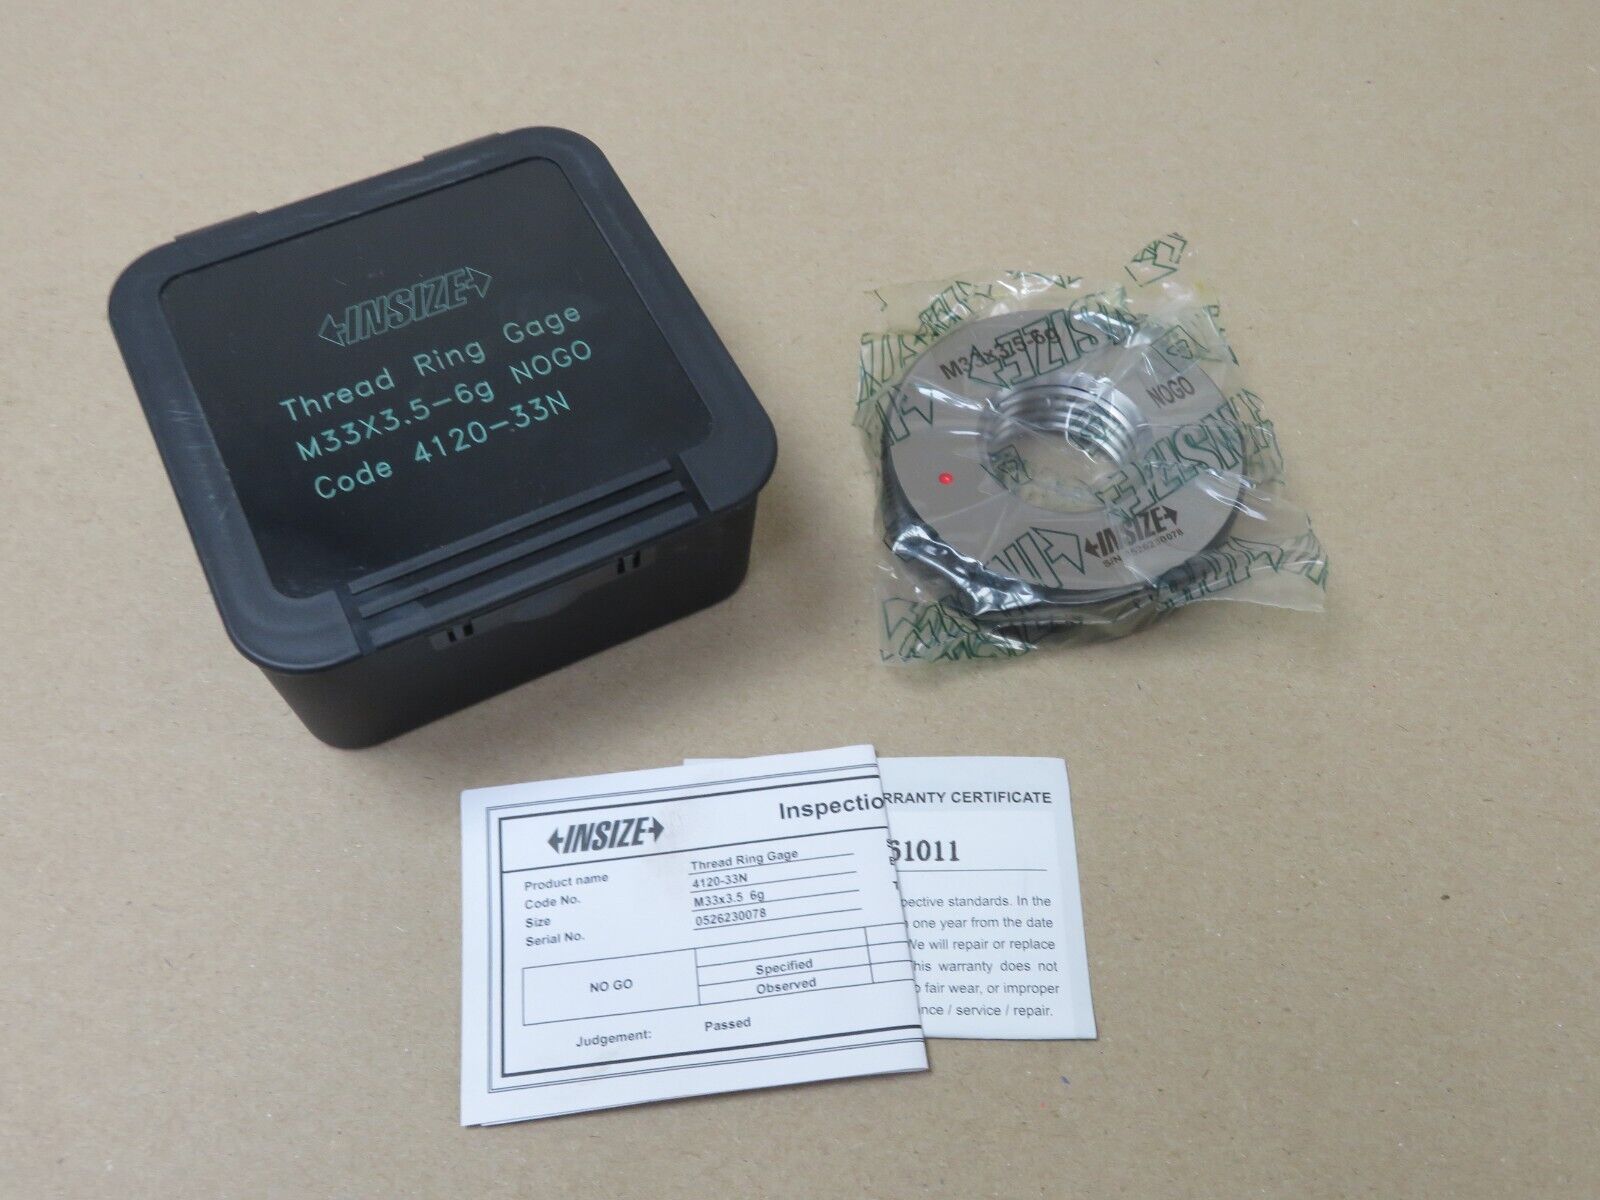 INSIZE
Thread Ring Gage
M33X3.5-6g NOGO
Code 4120-33N
M33x3.5-6g
NOGO
INSIZE
S/N 0526230078
INSIZE
Inspectio
Product name Thread Ring Gage
Code No. 4120-33N
Size M33x3.5 6g
Serial No. 0526230078
NO GO
Specified
Observed
Judgement: Passed
RRANTY CERTIFICATE
61011
pective standards. In the
one year from the date
We will repair or replace
his warranty does not
o fair wear, or improper
nce / service / repair.